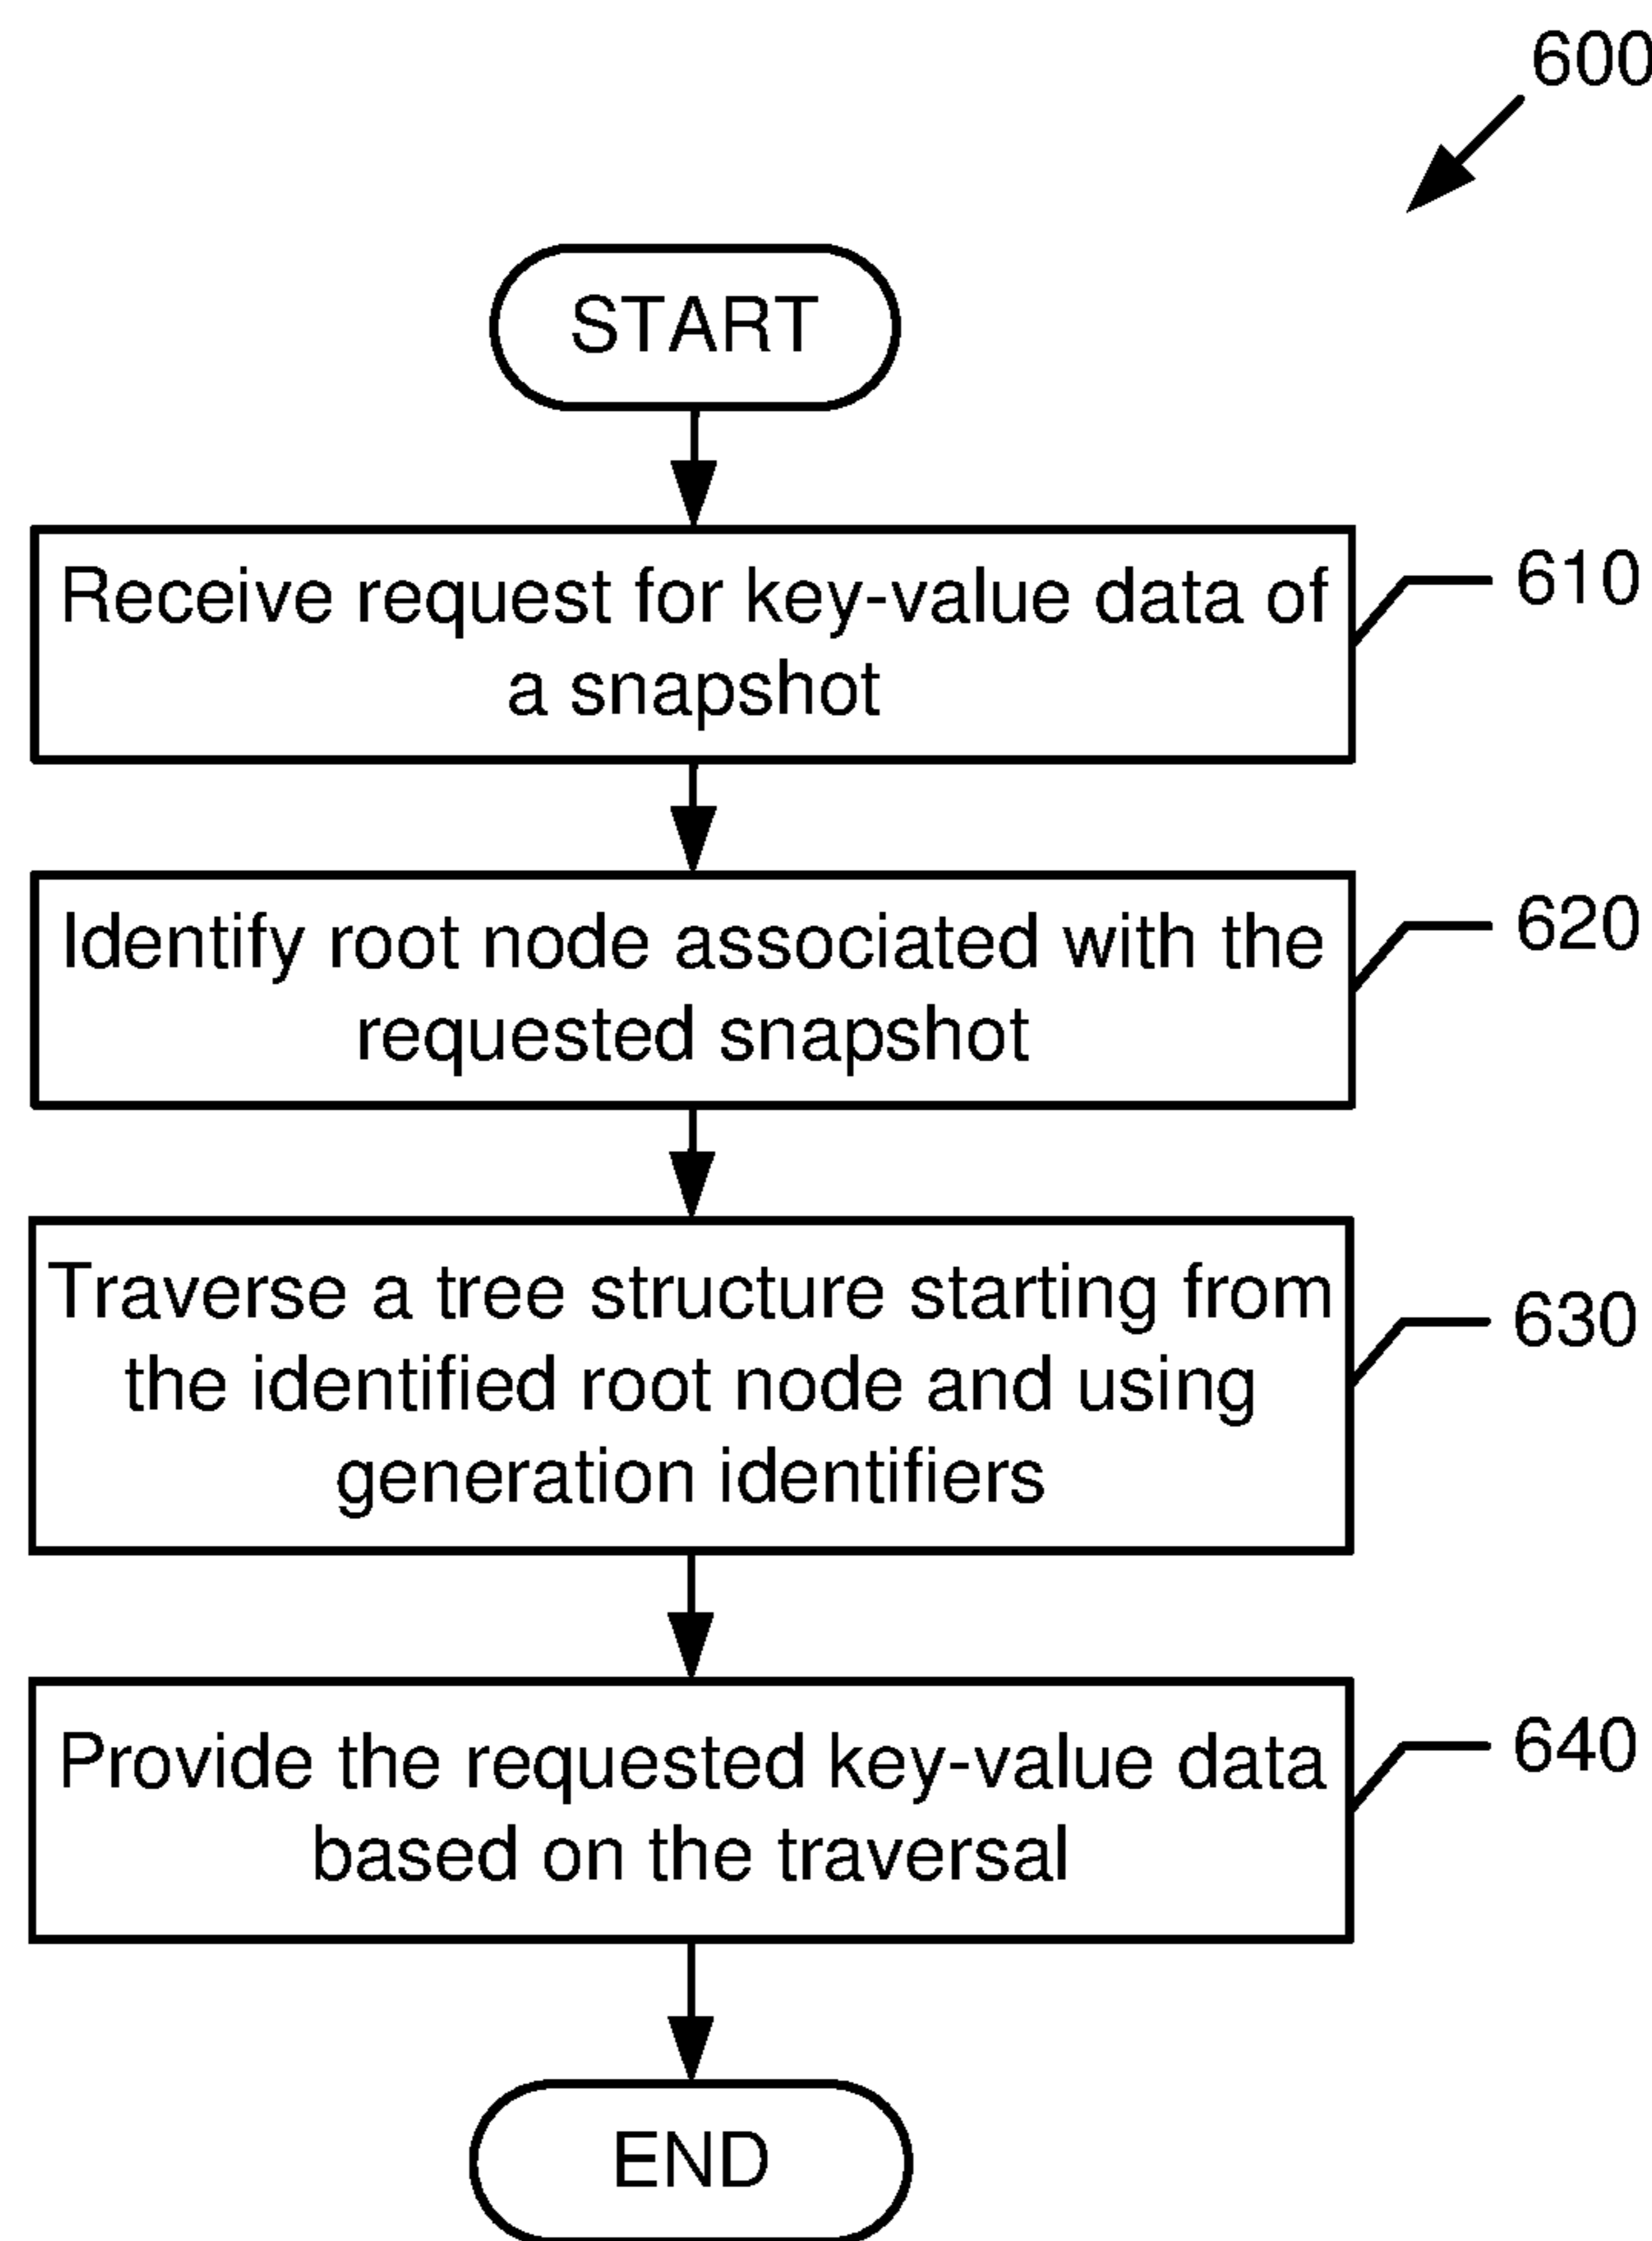 600
START
Receive request for key-value data of
a snapshot
610
Identify root node associated with the
requested snapshot
620
Traverse a tree structure starting from
the identified root node and using
generation identifiers
630
Provide the requested key-value data
based on the traversal
640
END